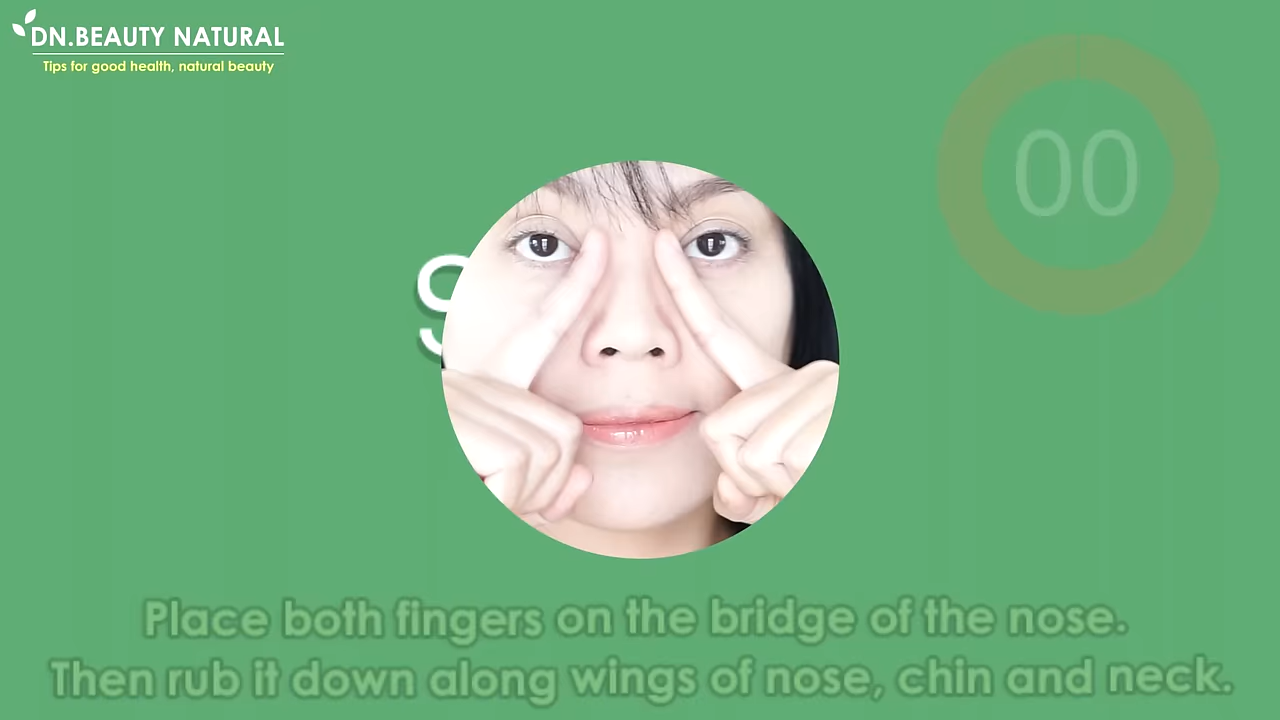 DN.BEAUTY NATURAL
Tips for good health, natural beauty
00
S
Place both fingers on the bridge of the nose.
Then rub it down along wings of nose, chin and neck.